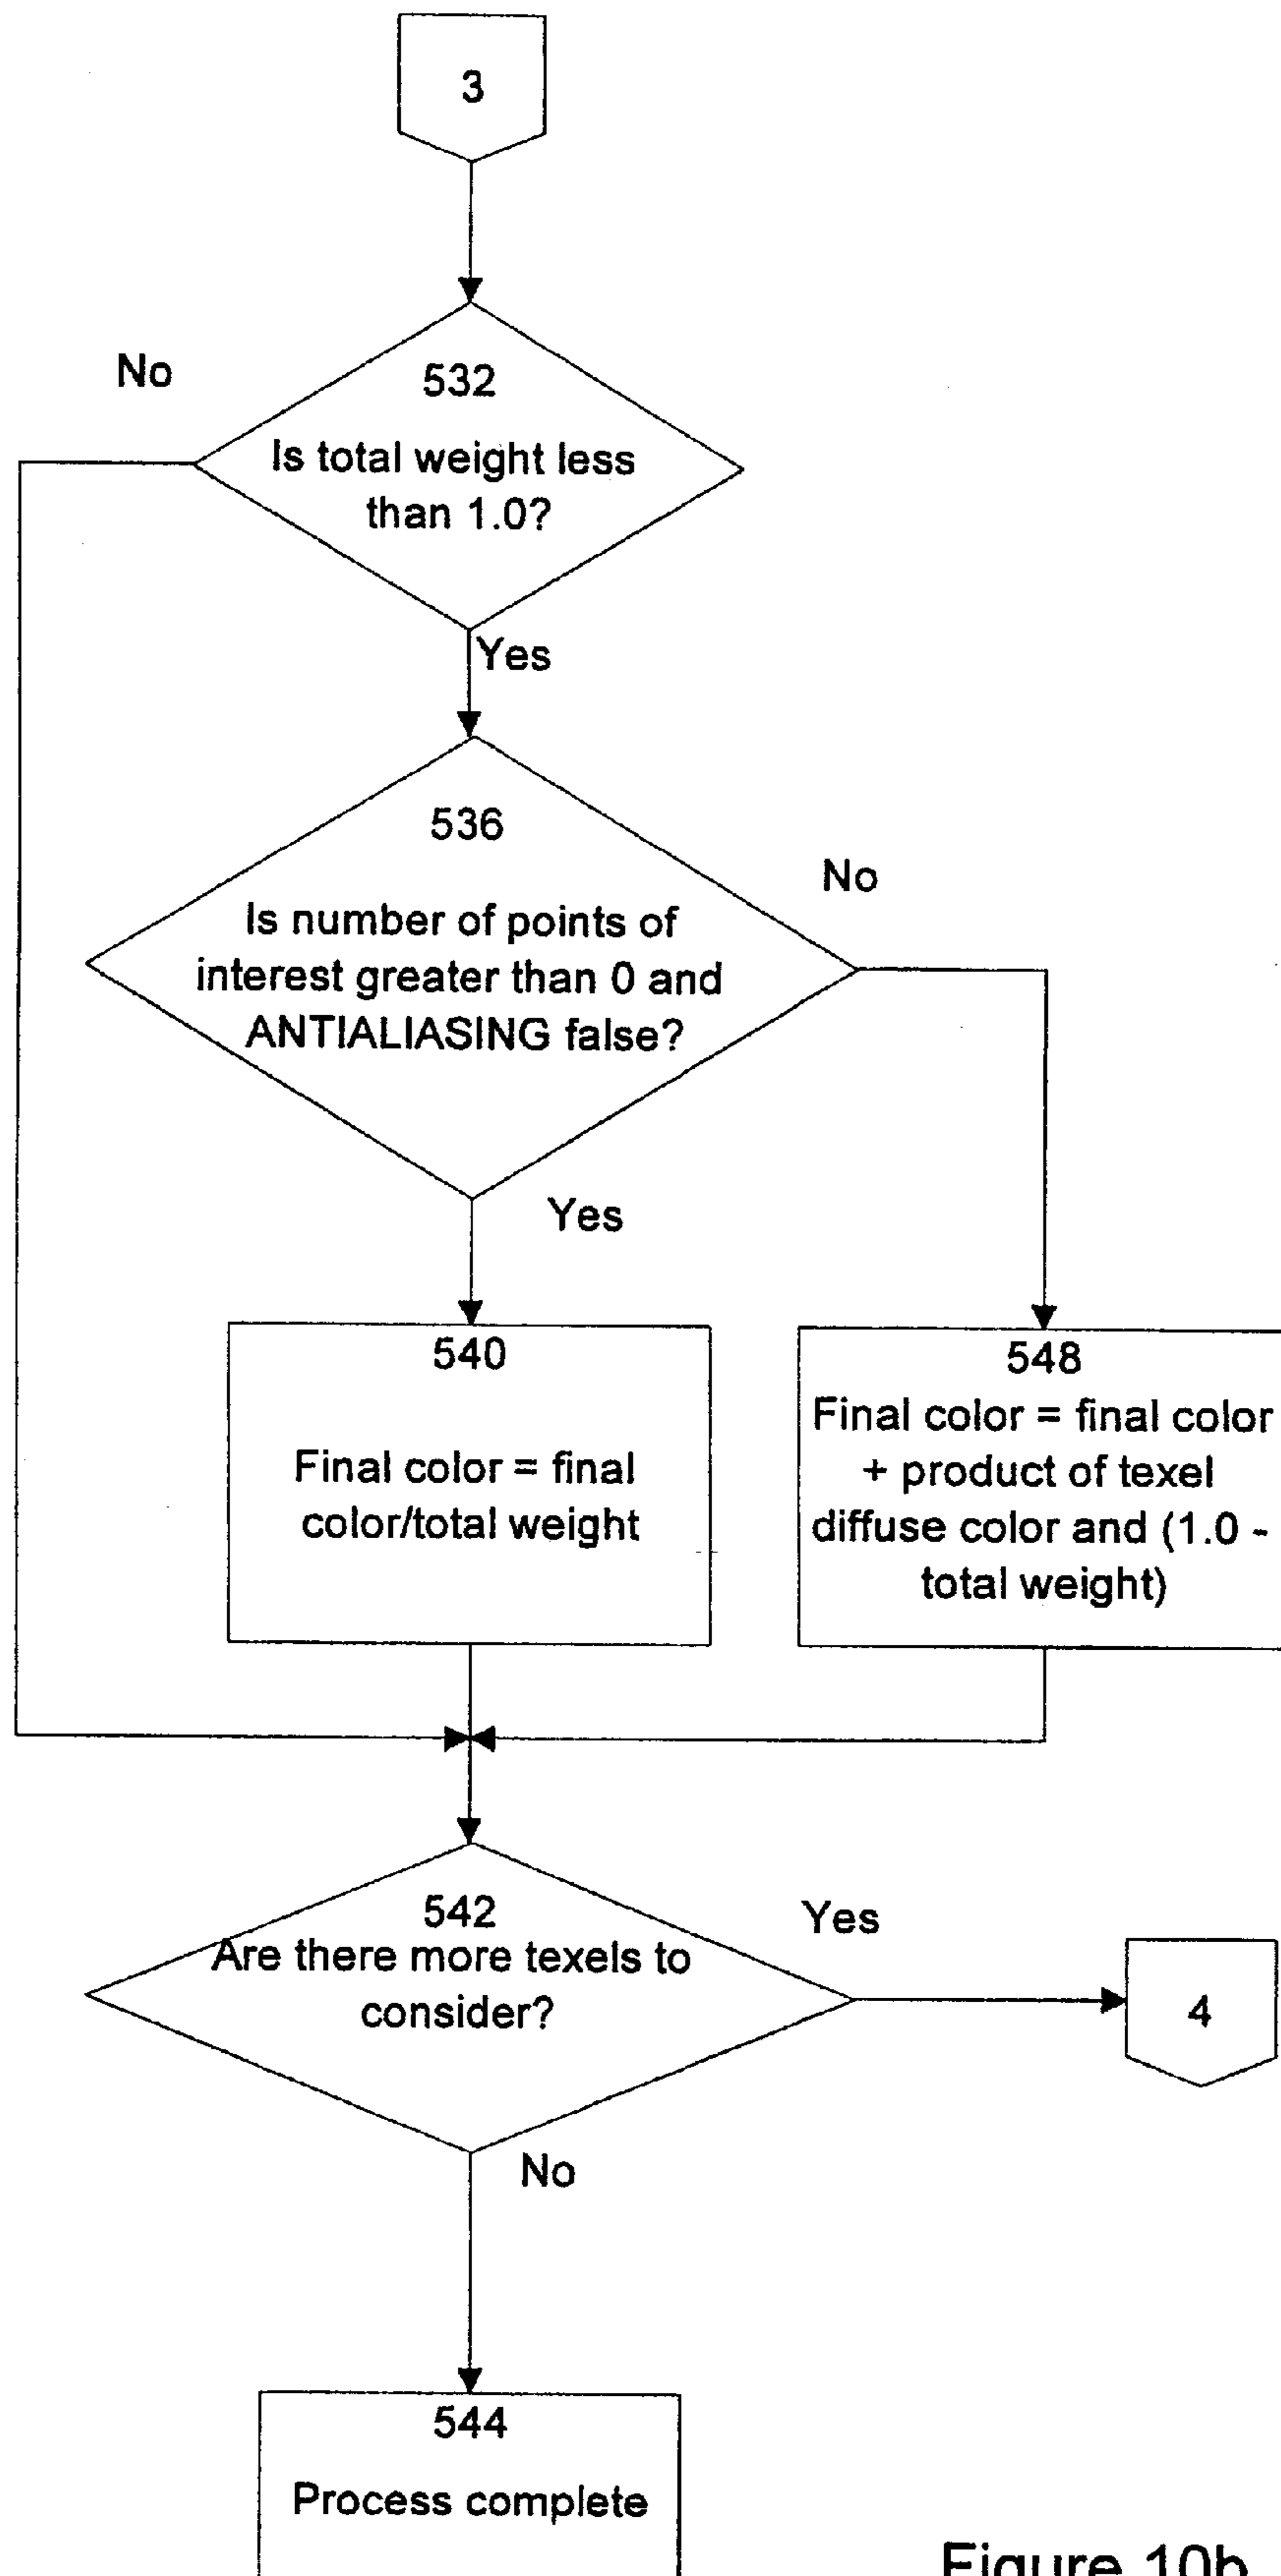 3
No
532
Is total weight less
than 1.0?
Yes
536
No
Is number of points of
interest greater than 0 and
ANTIALIASING false?
Yes
540
Final color = final
color/total weight
548
Final color = final color
+ product of texel
diffuse color and (1.0 -
total weight)
542
Yes
Are there more texels to
consider?
4
No
544
Process complete
Figure 10b